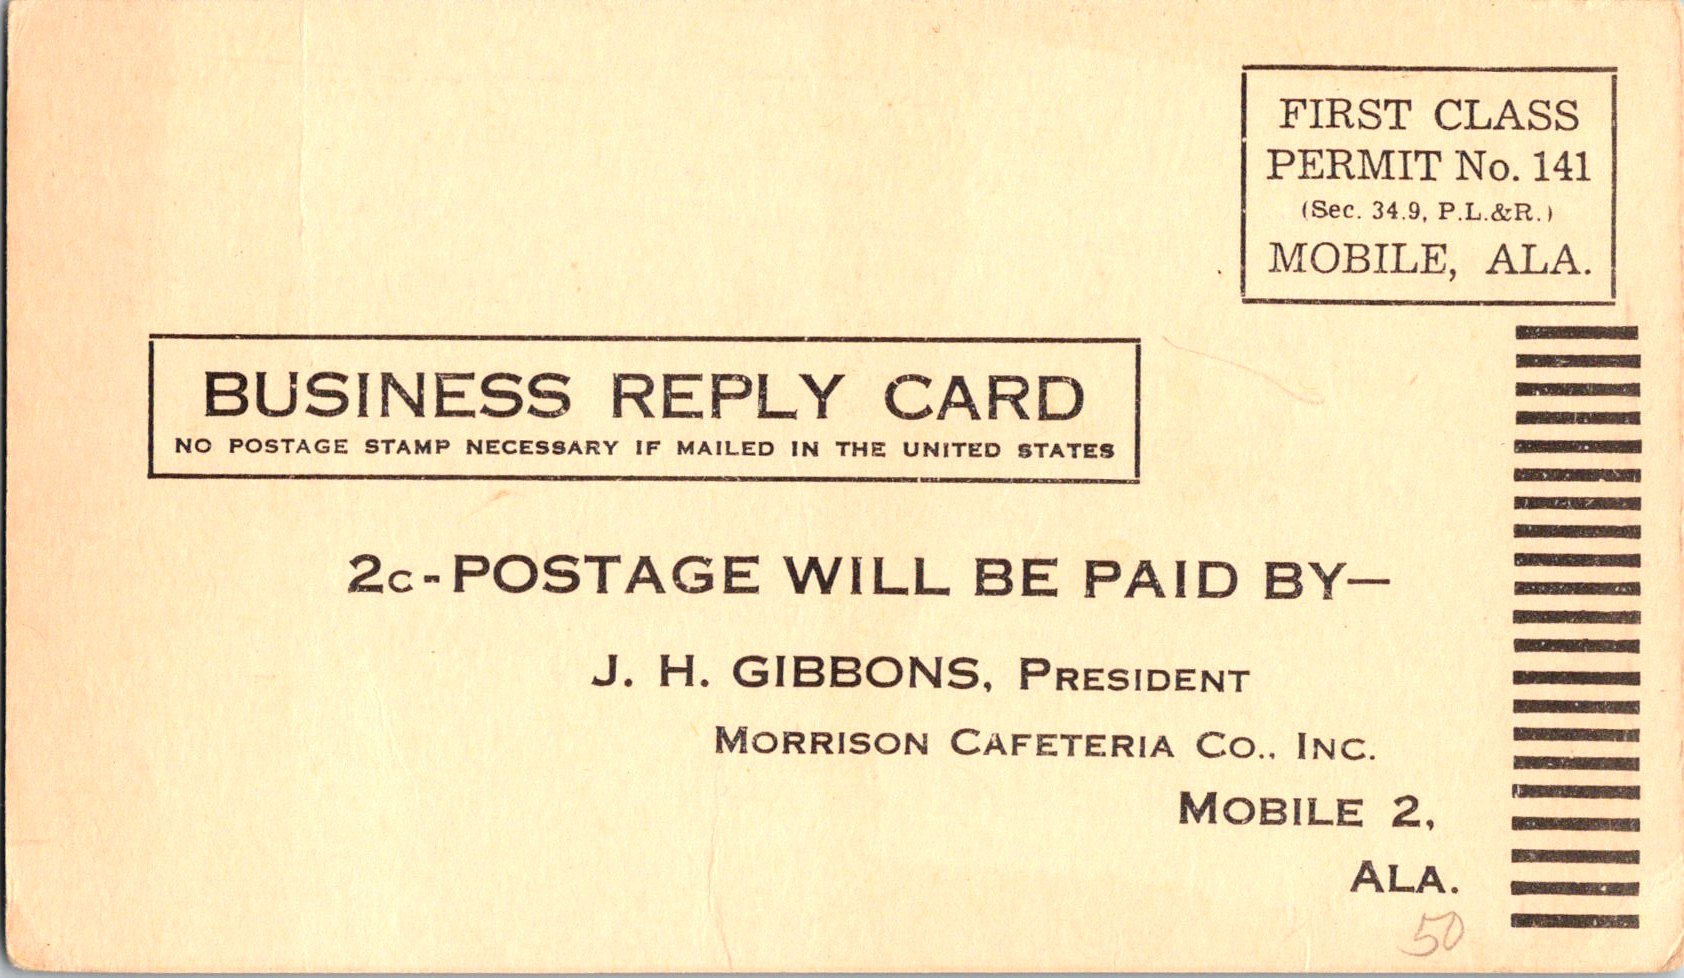 FIRST CLASS
PERMIT No. 141
(Sec. 34.9, P.L.&R.)
MOBILE, ALA.
BUSINESS REPLY CARD
NO POSTAGE STAMP NECESSARY IF MAILED IN THE UNITED STATES
2c-POSTAGE WILL BE PAID BY—
J. H. GIBBONS, PRESIDENT
MORRISON CAFETERIA CO., INC.
MOBILE 2,
ALA.
50